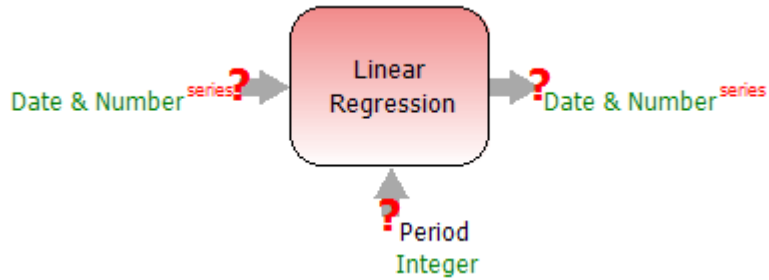 Date & Number series ?
Linear
Regression
? Date & Number series
? Period
Integer